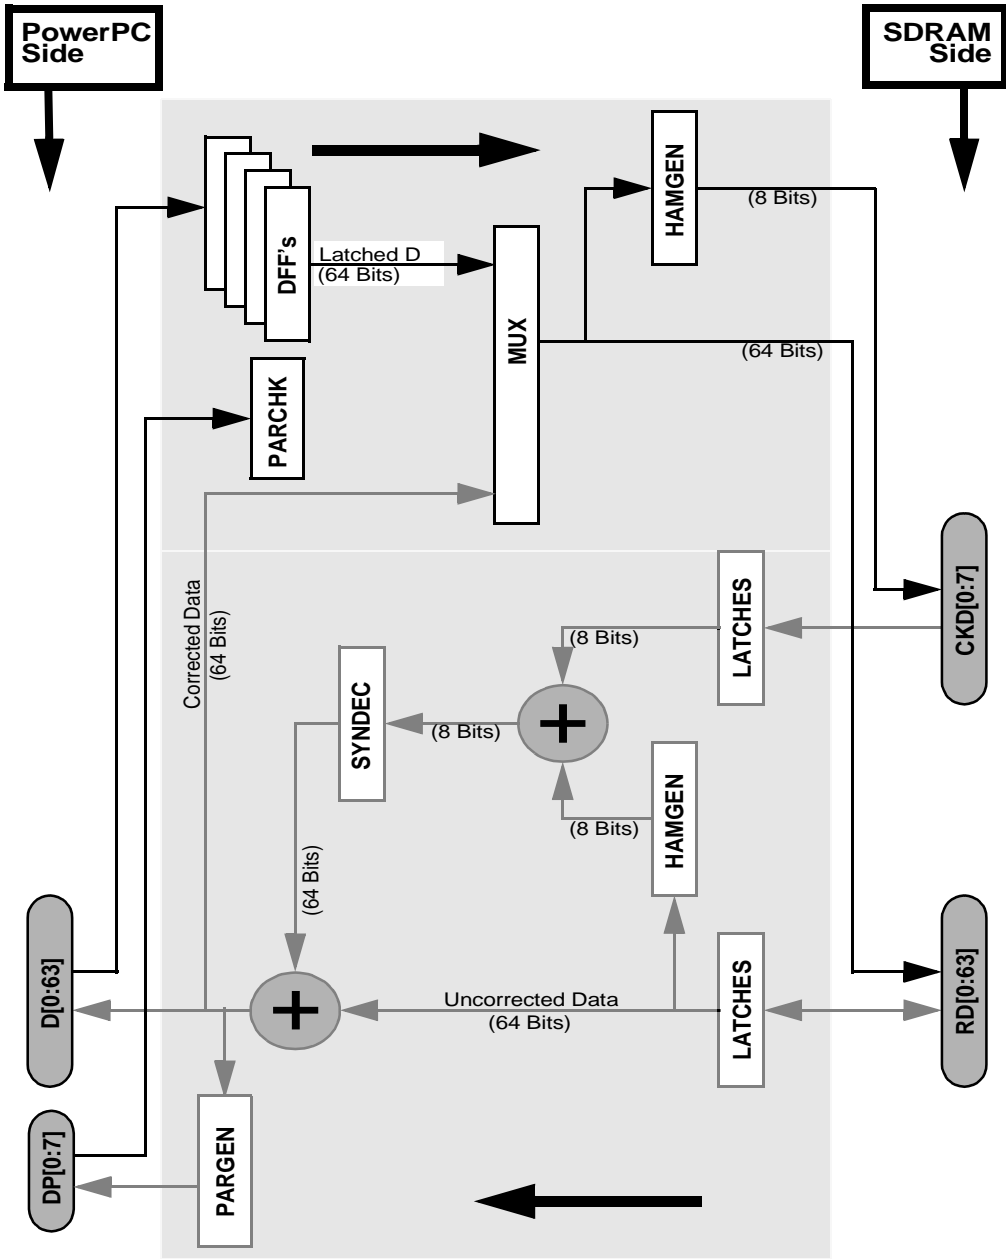 PowerPC
Side
SDRAM
Side
HAMGEN
(8 Bits)
DFF's
Latched D
(64 Bits)
MUX
(64 Bits)
PARCHK
Corrected Data
(64 Bits)
LATCHES
CKD[0:7]
(8 Bits)
SYNDEC
(8 Bits)
+
HAMGEN
(8 Bits)
(64 Bits)
D[0:63]
+
Uncorrected Data
(64 Bits)
LATCHES
RD[0:63]
DP[0:7]
PARGEN